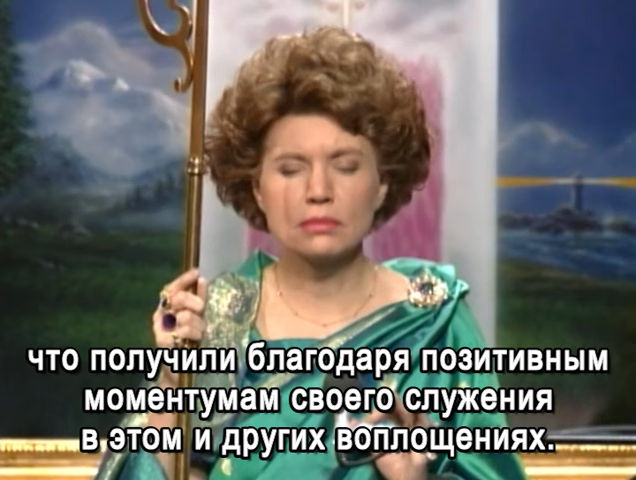 что получили благодаря позитивным
моментумам своего служения
в этом и других воплощениях.